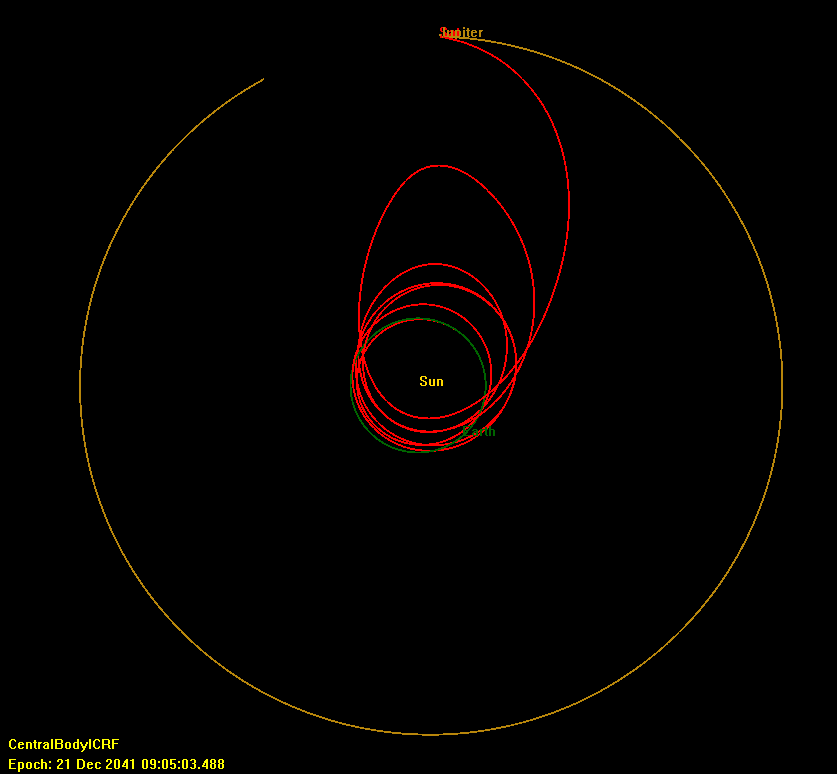 Jupiter
Sun
Earth
CentralBodyICRF
Epoch: 21 Dec 2041 09:05:03.488